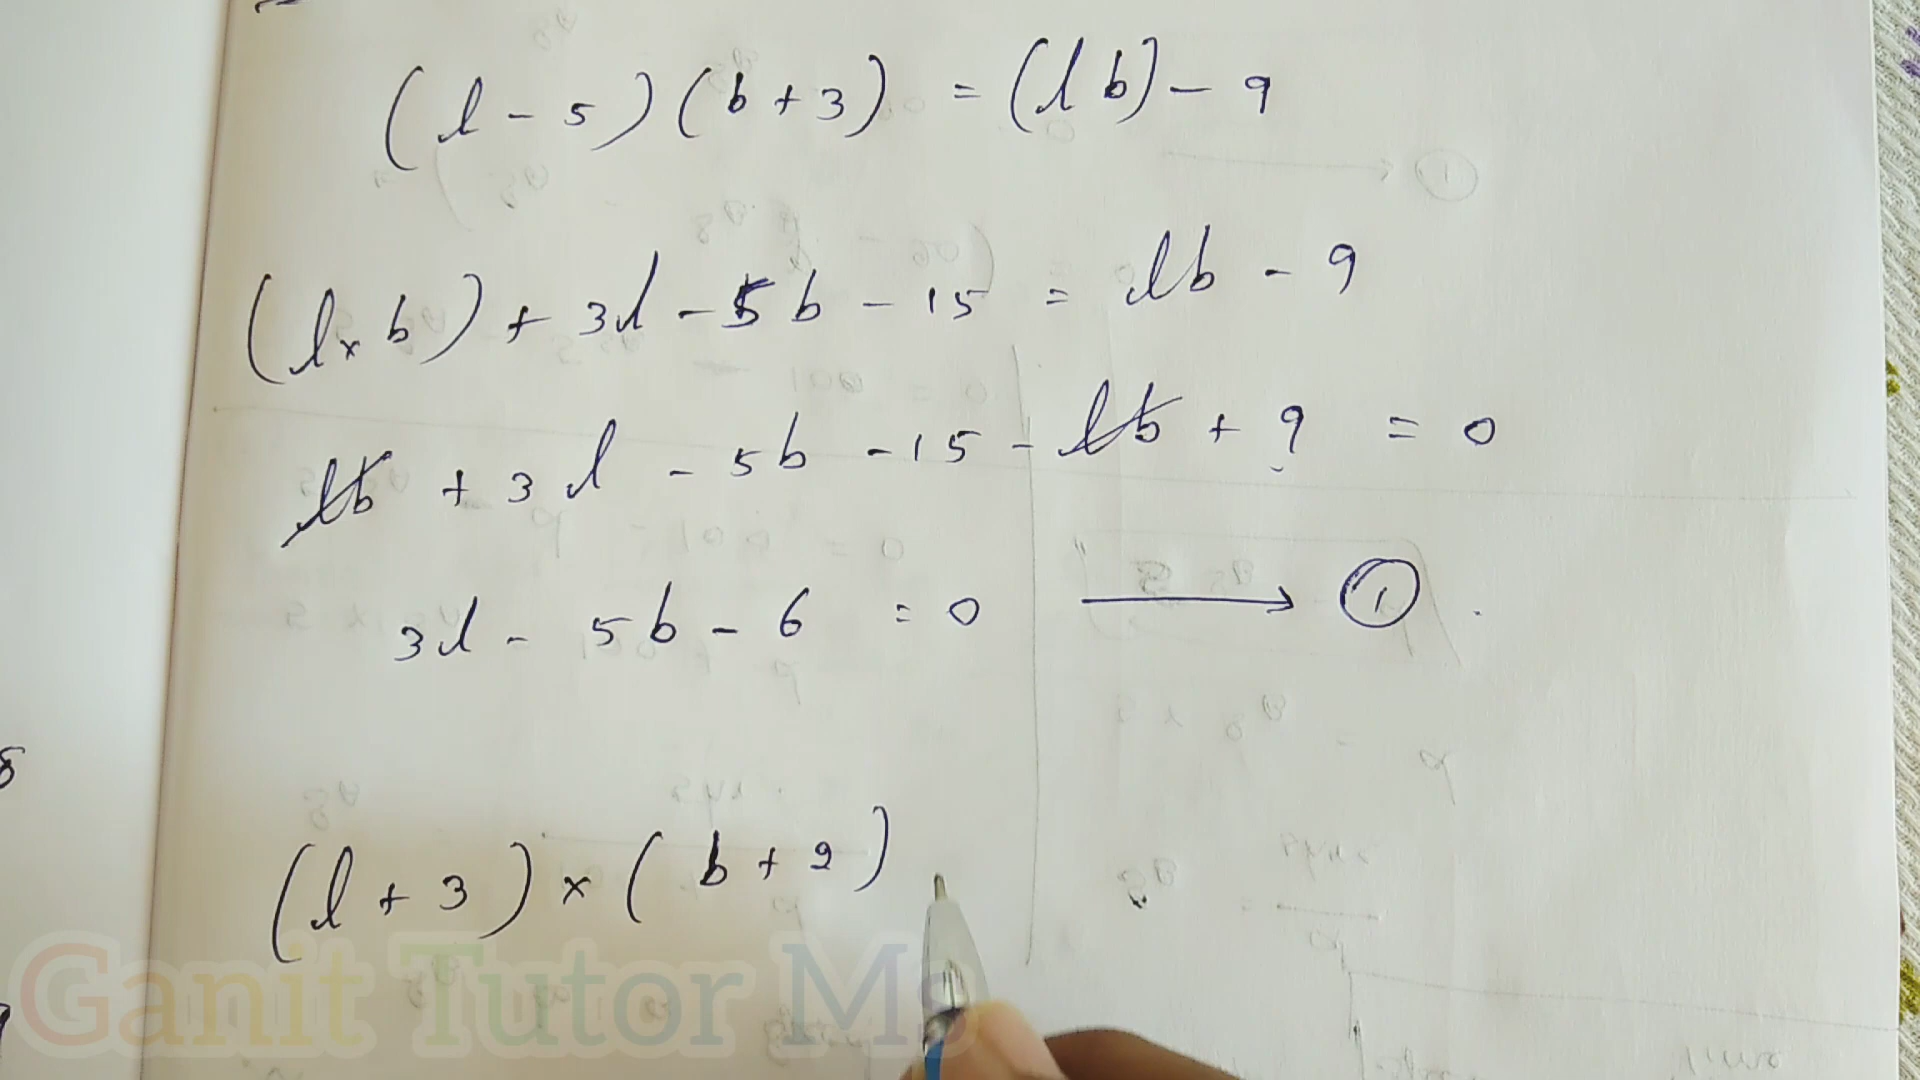 (l - 5) (b + 3) = (lb) - 9
(l × b) + 3l - 5b - 15 = lb - 9
lb + 3l - 5b - 15 - lb + 9 = 0
3l - 5b - 6 = 0 → ①
(l + 3) × (b + 2)
Ganit Tutor Ms